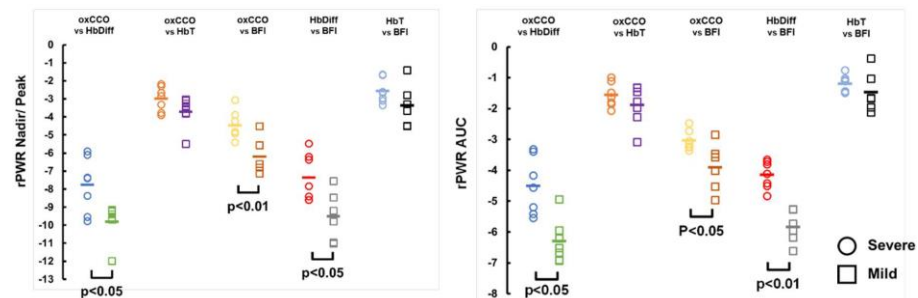 oxCCO vs HbDiff
oxCCO vs HbT
oxCCO vs BFI
HbDiff vs BFI
HbT vs BFI
rPWR Nadir/ Peak
0
-1
-2
-3
-4
-5
-6
-7
-8
-9
-10
-11
-12
-13
p<0.05
p<0.01
p<0.05
oxCCO vs HbDiff
oxCCO vs HbT
oxCCO vs BFI
HbDiff vs BFI
HbT vs BFI
rPWR AUC
0
-1
-2
-3
-4
-5
-6
-7
-8
p<0.05
P<0.05
p<0.01
Severe
Mild